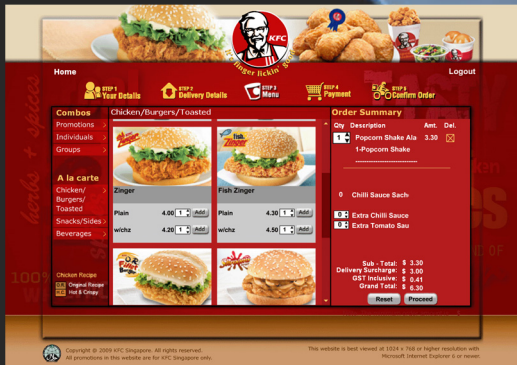 KFC
finger lickin' good
Home
Logout
STEP 1
Your Details
STEP 2
Delivery Details
STEP 3
Menu
STEP 4
Payment
STEP 5
Confirm Order
Combos
Promotions >
Individuals >
Groups >
A la carte
Chicken/ >
Burgers/
Toasted
Snacks/Sides >
Beverages >
Chicken Recipe
OR Original Recipe
HC Hot & Crispy
Chicken/Burgers/Toasted
Zinger
Zinger
Plain 4.00 1 Add
w/chz 4.20 1 Add
Fish Zinger
Fish Zinger
Plain 4.30 1 Add
w/chz 4.50 1 Add
Fillet
Burger
Order Summary
Qty Description Amt. Del.
1 Popcorn Shake Ala 3.30
1-Popcorn Shake
0 Chilli Sauce Sach
0 Extra Chilli Sauce
0 Extra Tomato Sau
Sub - Total: $ 3.30
Delivery Surcharge: $ 3.00
GST Inclusive: $ 0.41
Grand Total: $ 6.30
Reset Proceed
Copyright @ 2009 KFC Singapore. All rights reserved.
All promotions in this website are for KFC Singapore only.
This website is best viewed at 1024 x 768 or higher resolution with
Microsoft Internet Explorer 6 or newer